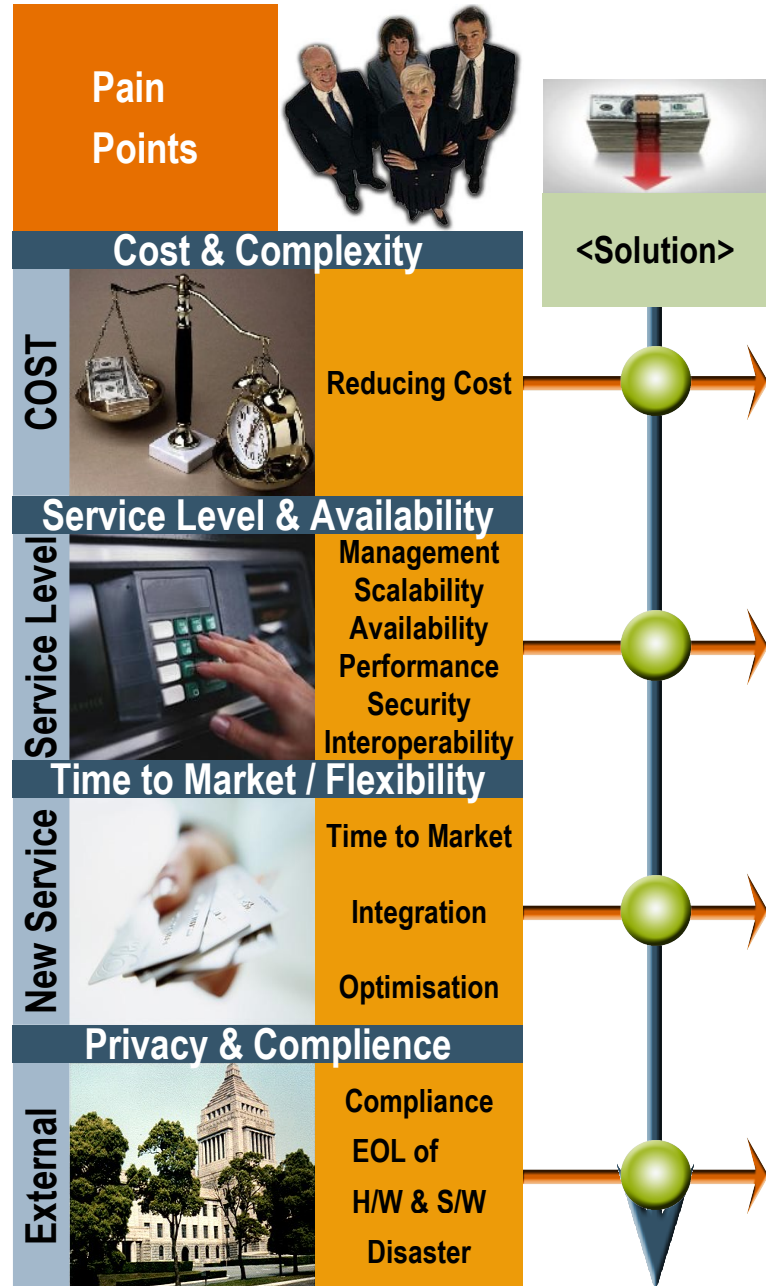 Pain
Points
<Solution>
Cost & Complexity
COST
Reducing Cost
Service Level & Availability
Service Level
Management
Scalability
Availability
Performance
Security
Interoperability
Time to Market / Flexibility
New Service
Time to Market
Integration
Optimisation
Privacy & Complience
External
Compliance
EOL of
H/W & S/W
Disaster